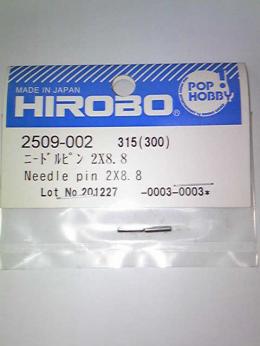 MADE IN JAPAN
HIROBO®
POP!
HOBBY
2509-002 315(300)
ニードルピン 2X8.8
Needle pin 2X8.8
Lot No 201227 -0003-0003*